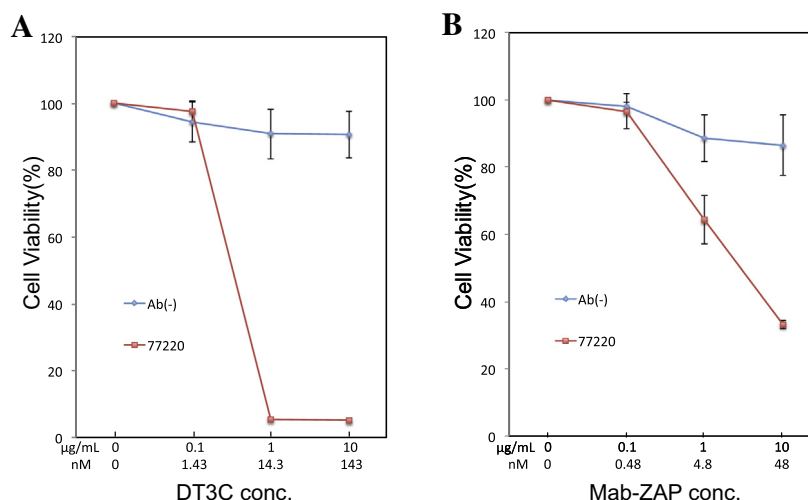 A
120
100
80
60
40
20
0
Cell Viability(%)
Ab(-)
77220
µg/mL 0 0.1 1 10
nM 0 1.43 14.3 143
DT3C conc.
B
120
100
80
60
40
20
0
Cell Viability(%)
Ab(-)
77220
µg/mL 0 0.1 1 10
nM 0 0.48 4.8 48
Mab-ZAP conc.